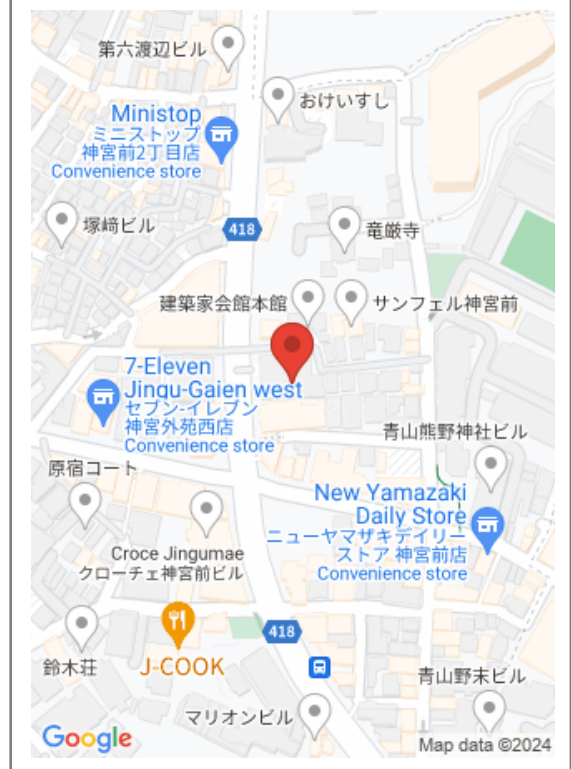 第六渡辺ビル
おけいすし
Ministop
ミニストップ
神宮前2丁目店
Convenience store
塚﨑ビル
418
竜厳寺
建築家会館本館
サンフェル神宮前
7-Eleven
Jingu-Gaien west
セブン-イレブン
神宮外苑西店
Convenience store
青山熊野神社ビル
原宿コート
New Yamazaki
Daily Store
ニューヤマザキデイリー
ストア 神宮前店
Convenience store
Croce Jingumae
クローチェ神宮前ビル
418
鈴木荘
J-COOK
青山野末ビル
マリオンビル
Google
Map data ©2024